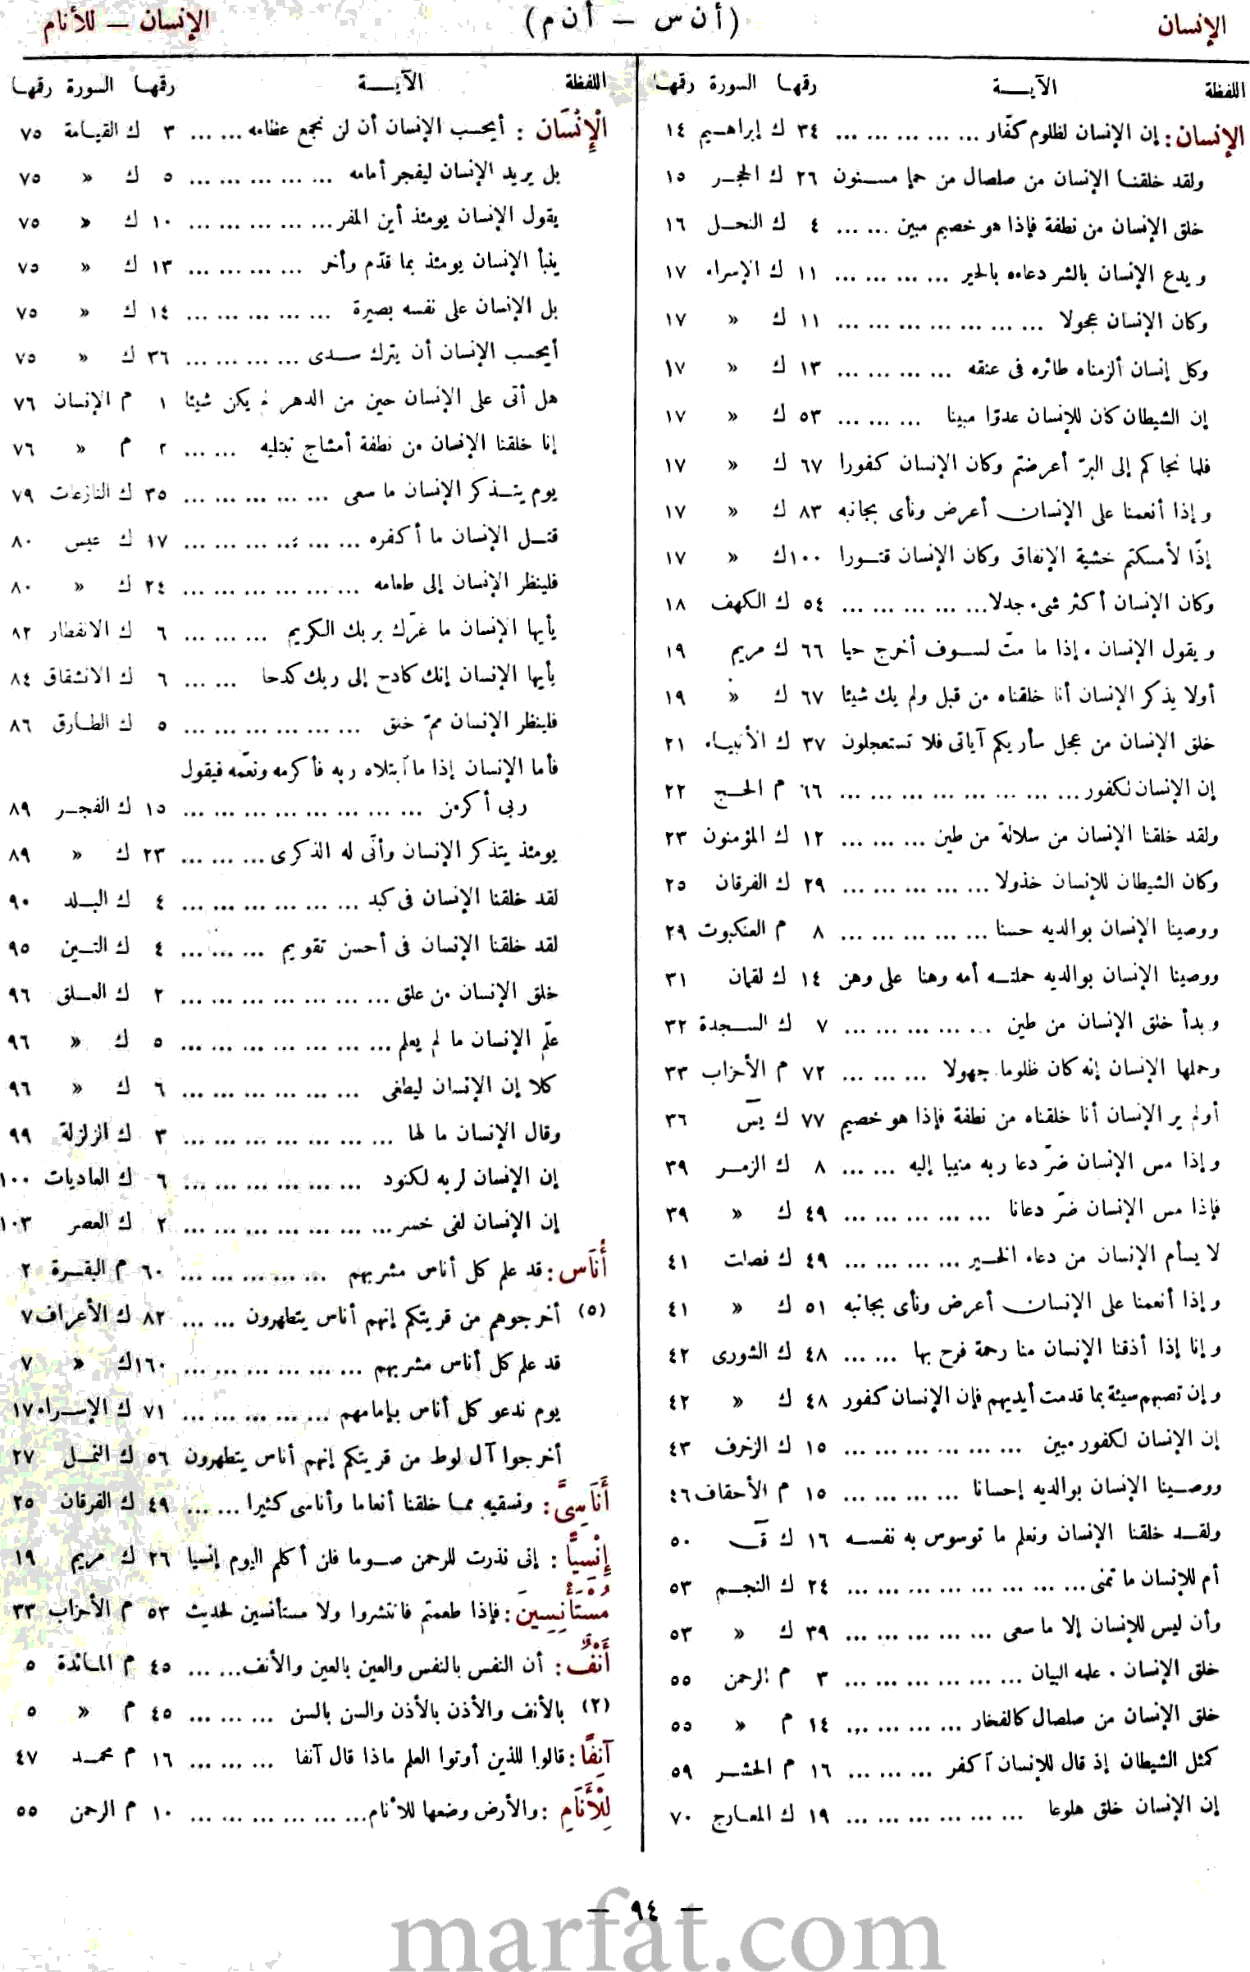 الإنسان (أن س — أن م) الإنسان — للأنام
اللفظة الآيــة رقمها السورة رقمها
الإنسان: إن الإنسان لظلوم كفّار ... ... ... ... ... ٣٤ ك إبراهيم ١٤
ولقد خلقنا الإنسان من صلصال من حمإ مسنون ٢٦ ك الحجر ١٥
خلق الإنسان من نطفة فإذا هو خصيم مبين ... ... ٤ ك النحل ١٦
ويدع الإنسان بالشر دعاءه بالخير ... ... ... ... ١١ ك الإسراء ١٧
وكان الإنسان عجولا ... ... ... ... ... ... ... ١١ ك » ١٧
وكل إنسان ألزمناه طائره فى عنقه ... ... ... ... ١٣ ك » ١٧
إن الشيطان كان للإنسان عدوّا مبينا ... ... ... ٥٣ ك » ١٧
فلما نجاكم إلى البرّ أعرضتم وكان الإنسان كفورا ٦٧ ك » ١٧
وإذا أنعمنا على الإنسان أعرض ونأى بجانبه ٨٣ ك » ١٧
إذًا لأمسكتم خشية الإنفاق وكان الإنسان قتورا ١٠٠ ك » ١٧
وكان الإنسان أكثر شىء جدلا ... ... ... ... ... ٥٤ ك الكهف ١٨
ويقول الإنسان ءإذا ما متّ لسوف أخرج حيا ٦٦ ك مريم ١٩
أولا يذكر الإنسان أنا خلقناه من قبل ولم يك شيئا ٦٧ ك » ١٩
خلق الإنسان من عجل سأريكم آياتى فلا تستعجلون ٣٧ ك الأنبياء ٢١
إن الإنسان لكفور ... ... ... ... ... ... ... ... ٦٦ م الحج ٢٢
ولقد خلقنا الإنسان من سلالة من طين ... ... ... ١٢ ك المؤمنون ٢٣
وكان الشيطان للإنسان خذولا ... ... ... ... ... ٢٩ ك الفرقان ٢٥
ووصينا الإنسان بوالديه حسنا ... ... ... ... ... ٨ م العنكبوت ٢٩
ووصينا الإنسان بوالديه حملته أمه وهنا على وهن ١٤ ك لقمان ٣١
وبدأ خلق الإنسان من طين ... ... ... ... ... ٧ ك السجدة ٣٢
وحملها الإنسان إنه كان ظلوما جهولا ... ... ... ٧٢ م الأحزاب ٣٣
أولم ير الإنسان أنا خلقناه من نطفة فإذا هو خصيم ٧٧ ك يسٓ ٣٦
وإذا مس الإنسان ضرّ دعا ربه منيبا إليه ... ... ٨ ك الزمر ٣٩
فإذا مس الإنسان ضرّ دعانا ... ... ... ... ... ٤٩ ك » ٣٩
لا يسأم الإنسان من دعاء الخير ... ... ... ... ... ٤٩ ك فصلت ٤١
وإذا أنعمنا على الإنسان أعرض ونأى بجانبه ٥١ ك » ٤١
وإنا إذا أذقنا الإنسان منا رحمة فرح بها ... ... ٤٨ ك الشورى ٤٢
وإن تصبهم سيئة بما قدمت أيديهم فإن الإنسان كفور ٤٨ ك » ٤٢
إن الإنسان لكفور مبين ... ... ... ... ... ... ١٥ ك الزخرف ٤٣
ووصينا الإنسان بوالديه إحسانا ... ... ... ... ١٥ م الأحقاف ٤٦
ولقد خلقنا الإنسان ونعلم ما توسوس به نفسه ١٦ ك قٓ ٥٠
أم للإنسان ما تمنى ... ... ... ... ... ... ... ... ٢٤ ك النجم ٥٣
وأن ليس للإنسان إلا ما سعى ... ... ... ... ... ٣٩ ك » ٥٣
خلق الإنسان . علمه البيان ... ... ... ... ... ... ٣ م الرحمن ٥٥
خلق الإنسان من صلصال كالفخار ... ... ... ... ١٤ م » ٥٥
كمثل الشيطان إذ قال للإنسان ٱكفر ... ... ... ١٦ م الحشر ٥٩
إن الإنسان خلق هلوعا ... ... ... ... ... ... ١٩ ك المعارج ٧٠
اللفظة الآيــة رقمها السورة رقمها
الْإِنْسَان : أيحسب الإنسان أن لن نجمع عظامه ... ... ٣ ك القيامة ٧٥
بل يريد الإنسان ليفجر أمامه ... ... ... ... ... ٥ ك » ٧٥
يقول الإنسان يومئذ أين المفر ... ... ... ... ... ١٠ ك » ٧٥
ينبأ الإنسان يومئذ بما قدّم وأخر ... ... ... ... ١٣ ك » ٧٥
بل الإنسان على نفسه بصيرة ... ... ... ... ... ١٤ ك » ٧٥
أيحسب الإنسان أن يترك سدى ... ... ... ... ٣٦ ك » ٧٥
هل أتى على الإنسان حين من الدهر لم يكن شيئا ١ م الإنسان ٧٦
إنا خلقنا الإنسان من نطفة أمشاج نبتليه ... ... ٢ م » ٧٦
يوم يتذكر الإنسان ما سعى ... ... ... ... ... ٣٥ ك النازعات ٧٩
قتل الإنسان ما أكفره ... ... ... ... ... ... ١٧ ك عبس ٨٠
فلينظر الإنسان إلى طعامه ... ... ... ... ... ... ٢٤ ك » ٨٠
يأيها الإنسان ما غرّك بربك الكريم ... ... ... ٦ ك الانفطار ٨٢
يأيها الإنسان إنك كادح إلى ربك كدحا ... ... ٦ ك الانشقاق ٨٤
فلينظر الإنسان ممّ خلق ... ... ... ... ... ... ٥ ك الطارق ٨٦
فأما الإنسان إذا ما ٱبتلاه ربه فأكرمه ونعّمه فيقول
ربى أكرمن ... ... ... ... ... ... ... ... ١٥ ك الفجر ٨٩
يومئذ يتذكر الإنسان وأنّى له الذكرى ... ... ... ٢٣ ك » ٨٩
لقد خلقنا الإنسان فى كبد ... ... ... ... ... ... ٤ ك البلد ٩٠
لقد خلقنا الإنسان فى أحسن تقويم ... ... ... ٤ ك التين ٩٥
خلق الإنسان من علق ... ... ... ... ... ... ... ٢ ك العلق ٩٦
علّم الإنسان ما لم يعلم ... ... ... ... ... ... ... ٥ ك » ٩٦
كلا إن الإنسان ليطغى ... ... ... ... ... ... ٦ ك » ٩٦
وقال الإنسان ما لها ... ... ... ... ... ... ... ٣ ك الزلزلة ٩٩
إن الإنسان لربه لكنود ... ... ... ... ... ... ٦ ك العاديات ١٠٠
إن الإنسان لفى خسر ... ... ... ... ... ... ... ٢ ك العصر ١٠٣
أُنَاس: قد علم كل أناس مشربهم ... ... ... ... ... ٦٠ م البقرة ٢
(٥) أخرجوهم من قريتكم إنهم أناس يتطهرون ... ... ٨٢ ك الأعراف ٧
قد علم كل أناس مشربهم ... ... ... ... ... ... ١٦٠ ك » ٧
يوم ندعو كل أناس بإمامهم ... ... ... ... ... ٧١ ك الإسراء ١٧
أخرجوا آل لوط من قريتكم إنهم أناس يتطهرون ٥٦ ك النمل ٢٧
أَنَاسِيَّ: ونسقيه مما خلقنا أنعاما وأناسى كثيرا ... ... ٤٩ ك الفرقان ٢٥
إِنْسِيًّا : إنى نذرت للرحمن صوما فلن أكلم اليوم إنسيا ٢٦ ك مريم ١٩
مُسْتَأْنِسِينَ: فإذا طعمتم فانتشروا ولا مستأنسين لحديث ٥٣ م الأحزاب ٣٣
أَنْفٌ: أن النفس بالنفس والعين بالعين والأنف ... ... ٤٥ م المائدة ٥
(٢) بالأنف والأذن بالأذن والسن بالسن ... ... ... ٤٥ م » ٥
آنِفًا: قالوا للذين أوتوا العلم ماذا قال آنفا ... ... ... ١٦ م محمد ٤٧
لِلْأَنَامِ: والأرض وضعها للأنام ... ... ... ... ... ... ١٠ م الرحمن ٥٥
— ٩٤ —
marfat.com